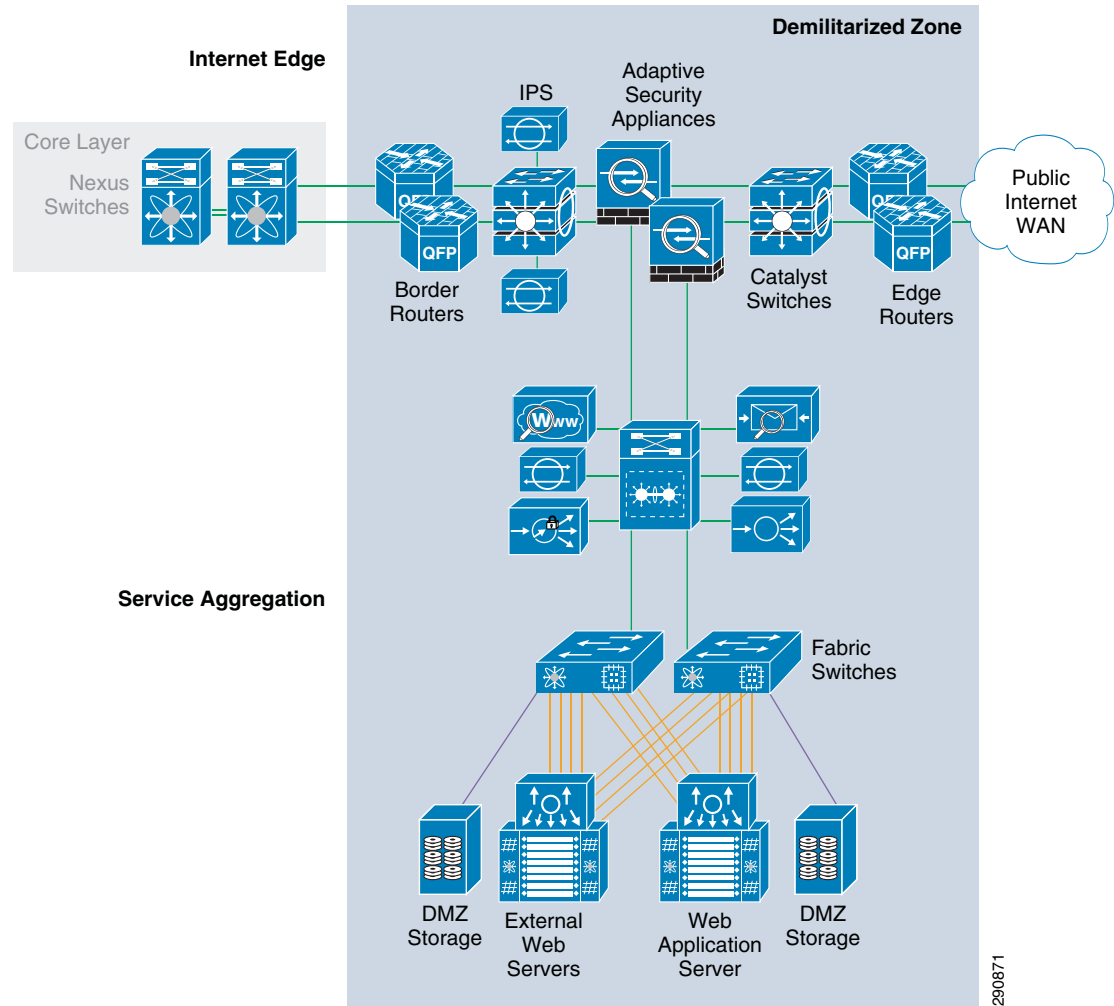 Demilitarized Zone
Internet Edge
Adaptive
Security
Appliances
IPS
Core Layer
Nexus
Switches
Public
Internet
WAN
QFP
QFP
QFP
Border
Routers
Catalyst
Switches
Edge
Routers
Www
Service Aggregation
Fabric
Switches
DMZ
Storage
External
Web
Servers
Web
Application
Server
DMZ
Storage
290871